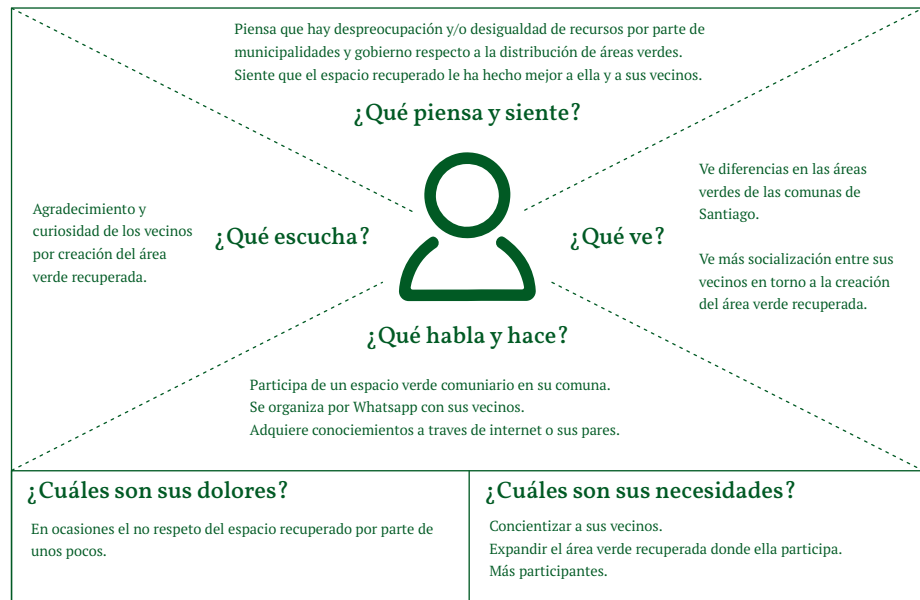 Piensa que hay despreocupación y/o desigualdad de recursos por parte de
municipalidades y gobierno respecto a la distribución de áreas verdes.
Siente que el espacio recuperado le ha hecho mejor a ella y a sus vecinos.
¿Qué piensa y siente?
Agradecimiento y
curiosidad de los vecinos
por creación del área
verde recuperada.
¿Qué escucha?
¿Qué ve?
Ve diferencias en las áreas
verdes de las comunas de
Santiago.
Ve más socialización entre sus
vecinos en torno a la creación
del área verde recuperada.
¿Qué habla y hace?
Participa de un espacio verde comuniario en su comuna.
Se organiza por Whatsapp con sus vecinos.
Adquiere conociemientos a traves de internet o sus pares.
¿Cuáles son sus dolores?
En ocasiones el no respeto del espacio recuperado por parte de
unos pocos.
¿Cuáles son sus necesidades?
Concientizar a sus vecinos.
Expandir el área verde recuperada donde ella participa.
Más participantes.